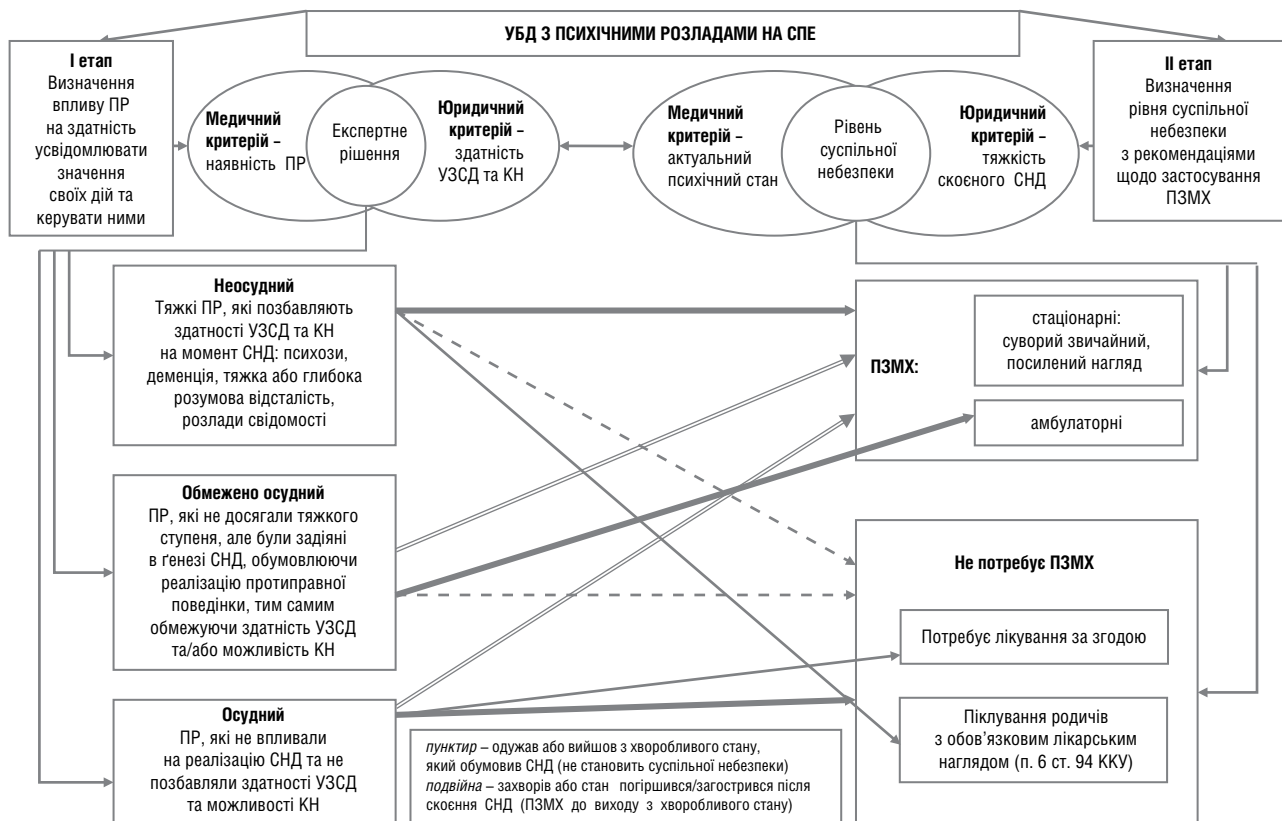 УБД З ПСИХІЧНИМИ РОЗЛАДАМИ НА СПЕ
І етап
Визначення
впливу ПР
на здатність
усвідомлювати
значення
своїх дій та
керувати ними
Медичний
критерій –
наявність ПР
Експертне
рішення
Юридичний
критерій –
здатність
УЗСД та КН
Медичний
критерій –
актуальний
психічний стан
Рівень
суспільної
небезпеки
Юридичний
критерій –
тяжкість
скоєного СНД
ІІ етап
Визначення
рівня суспільної
небезпеки
з рекомендаціями
щодо застосування
ПЗМХ
Неосудний
Тяжкі ПР, які позбавляють
здатності УЗСД та КН
на момент СНД: психози,
деменція, тяжка або глибока
розумова відсталість,
розлади свідомості
Обмежено осудний
ПР, які не досягали тяжкого
ступеня, але були задіяні
в ґенезі СНД, обумовлюючи
реалізацію протиправної
поведінки, тим самим
обмежуючи здатність УЗСД
та/або можливість КН
Осудний
ПР, які не впливали
на реалізацію СНД та не
позбавляли здатності УЗСД
та можливості КН
ПЗМХ:
стаціонарні:
суворий звичайний,
посилений нагляд
амбулаторні
Не потребує ПЗМХ
Потребує лікування за згодою
Піклування родичів
з обов’язковим лікарським
наглядом (п. 6 ст. 94 ККУ)
пунктир – одужав або вийшов з хворобливого стану,
який обумовив СНД (не становить суспільної небезпеки)
подвійна – захворів або стан погіршився/загострився після
скоєння СНД (ПЗМХ до виходу з хворобливого стану)